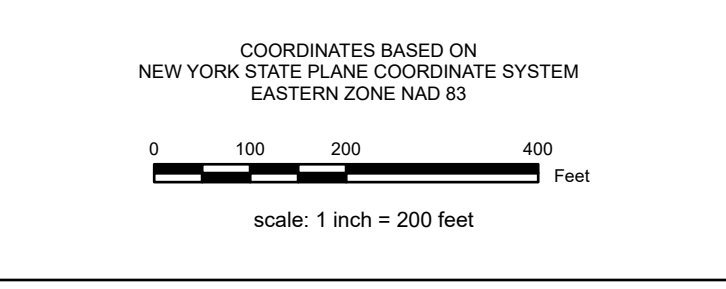 COORDINATES BASED ON
NEW YORK STATE PLANE COORDINATE SYSTEM
EASTERN ZONE NAD 83
0 100 200 400
Feet
scale: 1 inch = 200 feet